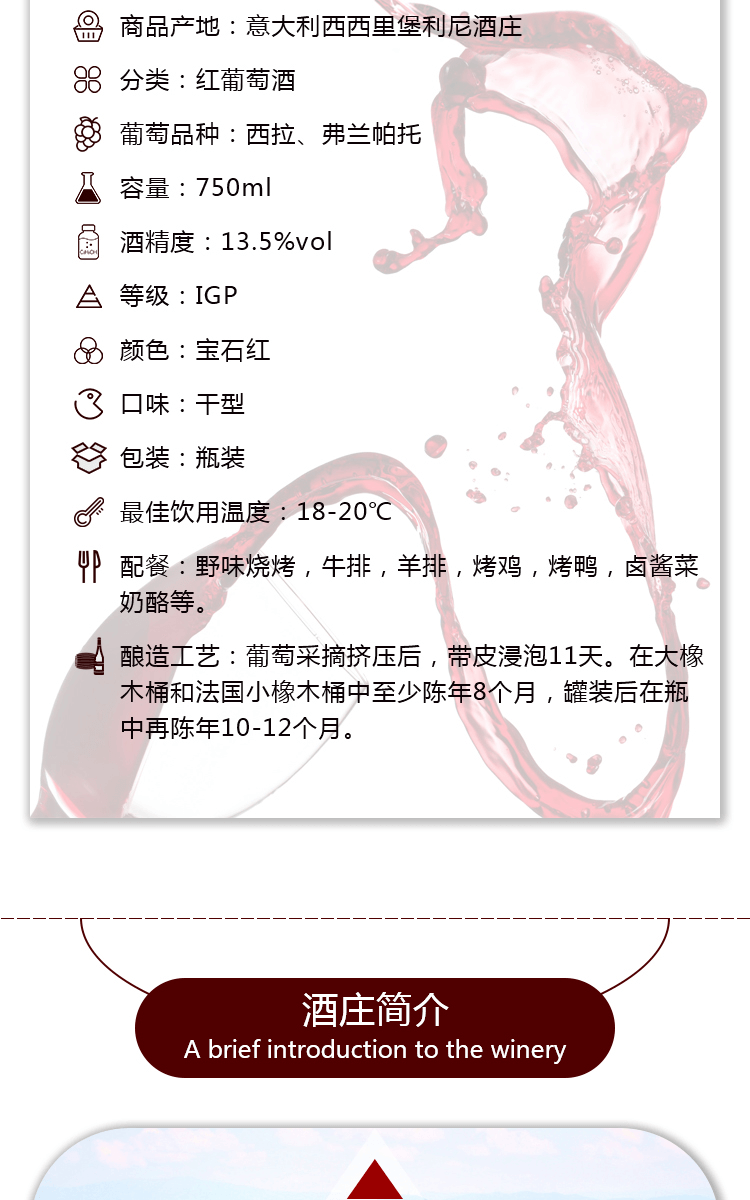 商品产地：意大利西西里堡利尼酒庄
分类：红葡萄酒
葡萄品种：西拉、弗兰帕托
容量：750ml
酒精度：13.5%vol
等级：IGP
颜色：宝石红
口味：干型
包装：瓶装
最佳饮用温度：18-20℃
配餐：野味烧烤，牛排，羊排，烤鸡，烤鸭，卤酱菜
奶酪等。
酿造工艺：葡萄采摘挤压后，带皮浸泡11天。在大橡
木桶和法国小橡木桶中至少陈年8个月，罐装后在瓶
中再陈年10-12个月。
酒庄简介
A brief introduction to the winery